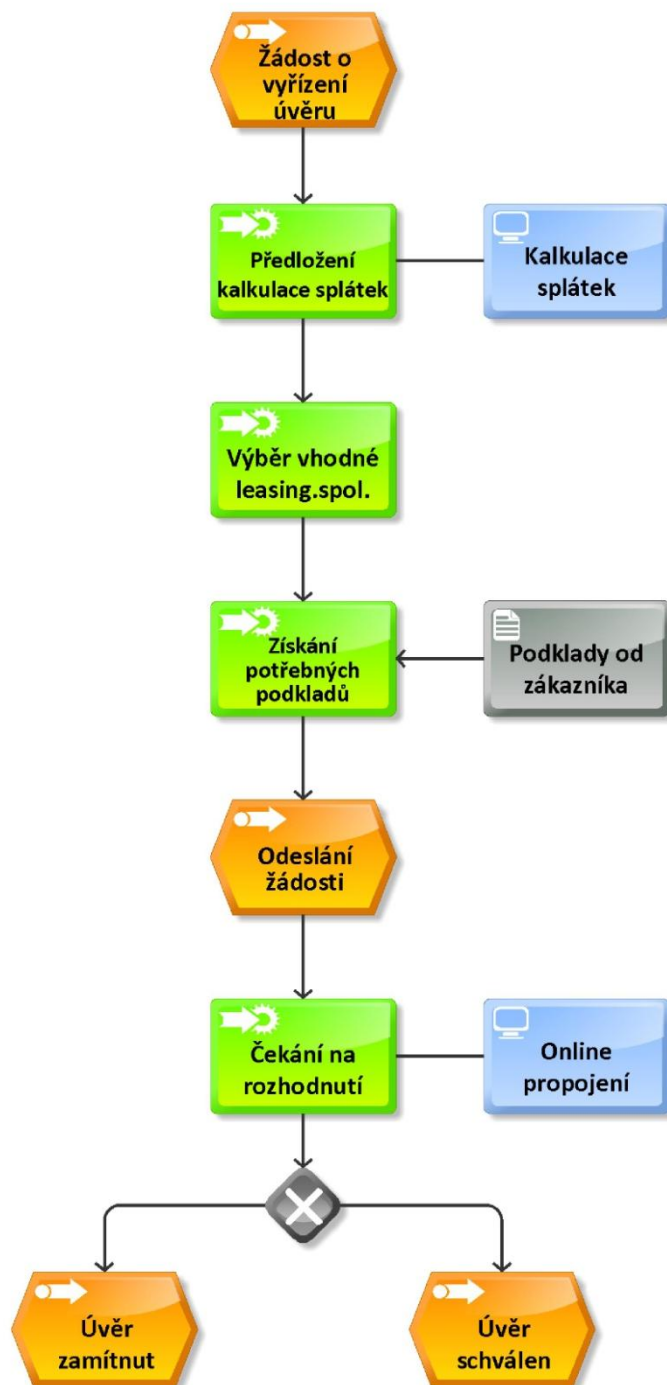 Žádost o
vyřízení
úvěru
Předložení
kalkulace splátek
Kalkulace
splátek
Výběr vhodné
leasing.spol.
Získání
potřebných
podkladů
Podklady od
zákazníka
Odeslání
žádosti
Čekání na
rozhodnutí
Online
propojení
Úvěr
zamítnut
Úvěr
schválen